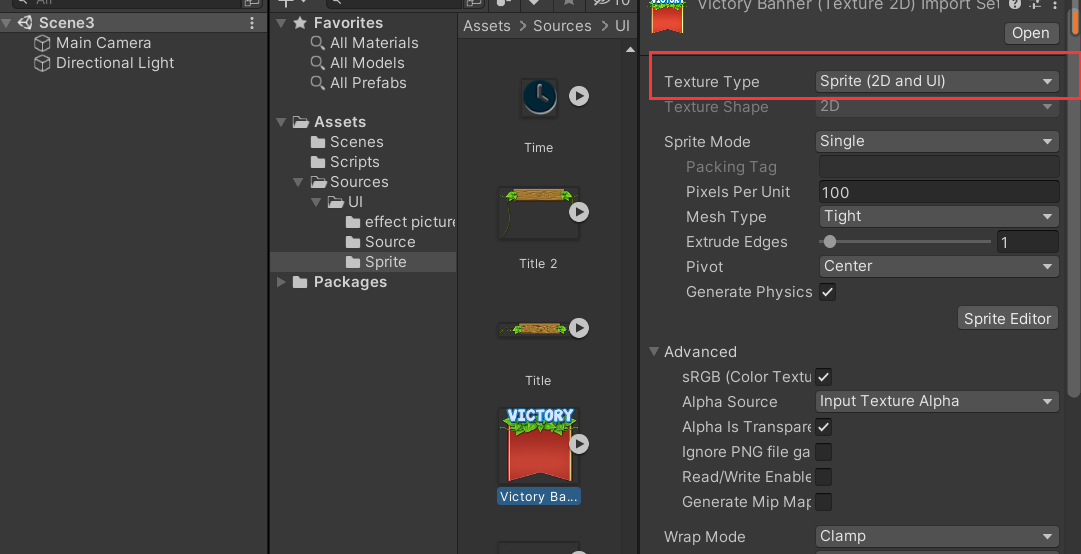 All
Scene3
Main Camera
Directional Light
Favorites
All Materials
All Models
All Prefabs
Assets
Scenes
Scripts
Sources
UI
effect picture
Source
Sprite
Packages
10
Assets > Sources > UI
Time
Title 2
Title
VICTORY
Victory Ba...
Victory Banner (Texture 2D) Import Set
Open
Texture Type Sprite (2D and UI)
Texture Shape 2D
Sprite Mode Single
Packing Tag
Pixels Per Unit 100
Mesh Type Tight
Extrude Edges 1
Pivot Center
Generate Physics
Sprite Editor
Advanced
sRGB (Color Textu
Alpha Source Input Texture Alpha
Alpha Is Transpare
Ignore PNG file ga
Read/Write Enable
Generate Mip Map
Wrap Mode Clamp